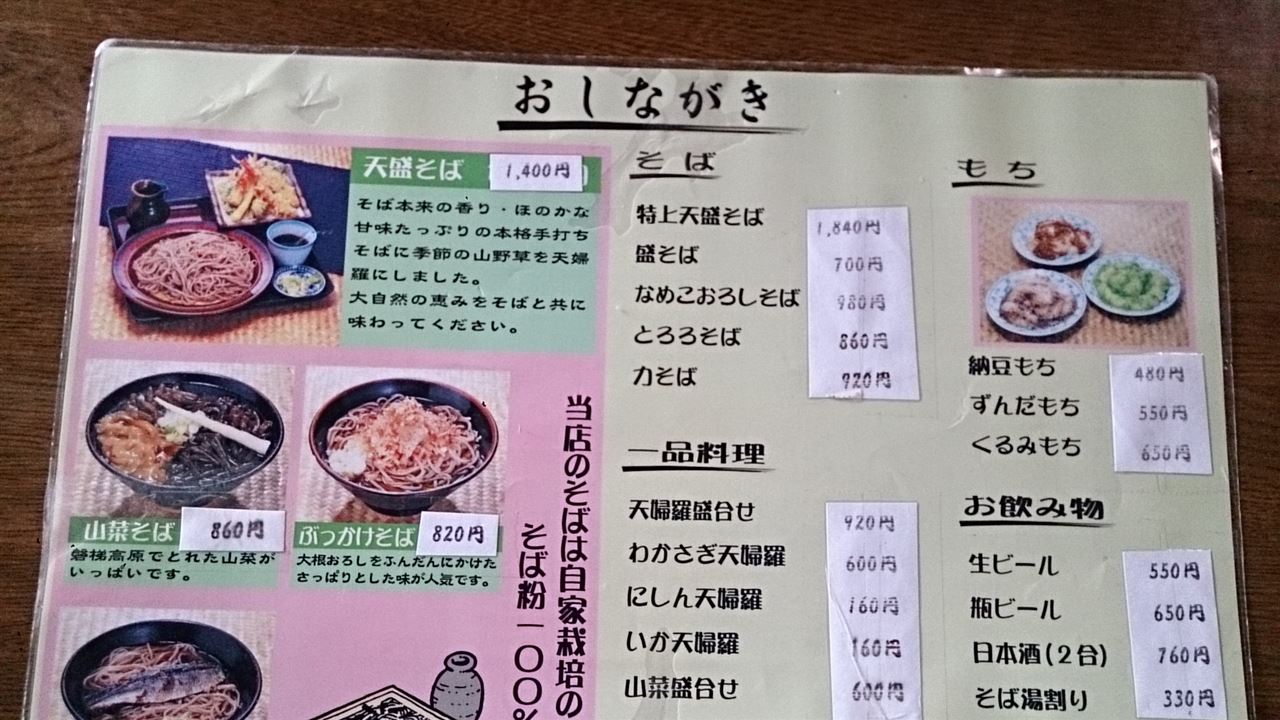 おしながき
天盛そば 1,400円
そば本来の香り・ほのかな
甘味たっぷりの本格手打ち
そばに季節の山野草を天婦
羅にしました。
大自然の恵みをそばと共に
味わってください。
山菜そば 860円
磐梯高原でとれた山菜が
いっぱいです。
ぶっかけそば 820円
大根おろしをふんだんにかけた
さっぱりとした味が人気です。
当店のそばは自家栽培の
そば粉一〇〇%
そば
特上天盛そば 1,840円
盛そば 700円
なめこおろしそば 980円
とろろそば 860円
力そば 920円
一品料理
天婦羅盛合せ 920円
わかさぎ天婦羅 600円
にしん天婦羅 160円
いか天婦羅 160円
山菜盛合せ 600円
もち
納豆もち 480円
ずんだもち 550円
くるみもち 650円
お飲み物
生ビール 550円
瓶ビール 650円
日本酒(2合) 760円
そば湯割り 330円